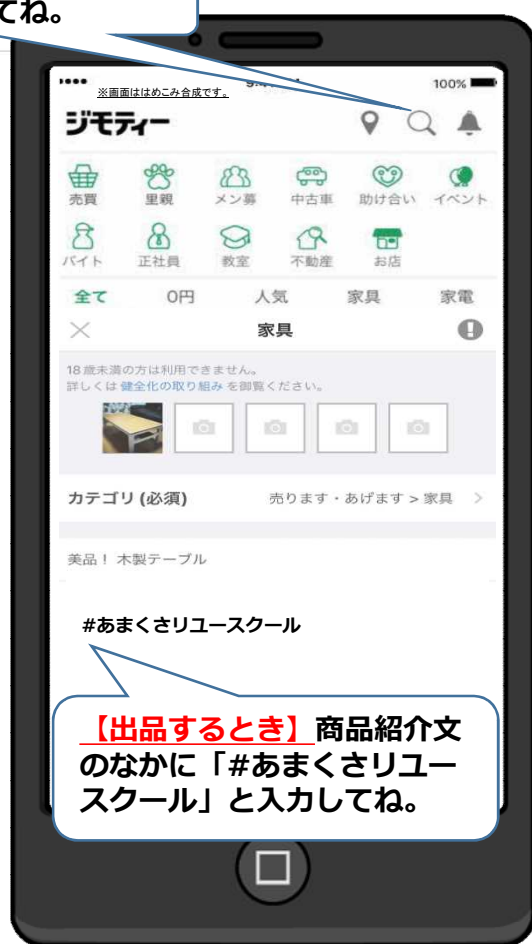 てね。
※画面ははめこみ合成です。
100%
ジモティー
売買 里親 メン募 中古車 助け合い イベント
バイト 正社員 教室 不動産 お店
全て 0円 人気 家具 家電
家具
18歳未満の方は利用できません。
詳しくは健全化の取り組みを御覧ください。
カテゴリ (必須) 売ります・あげます > 家具 >
美品！ 木製テーブル
#あまくさリユースクール
【出品するとき】商品紹介文
のなかに「#あまくさリユー
スクール」と入力してね。